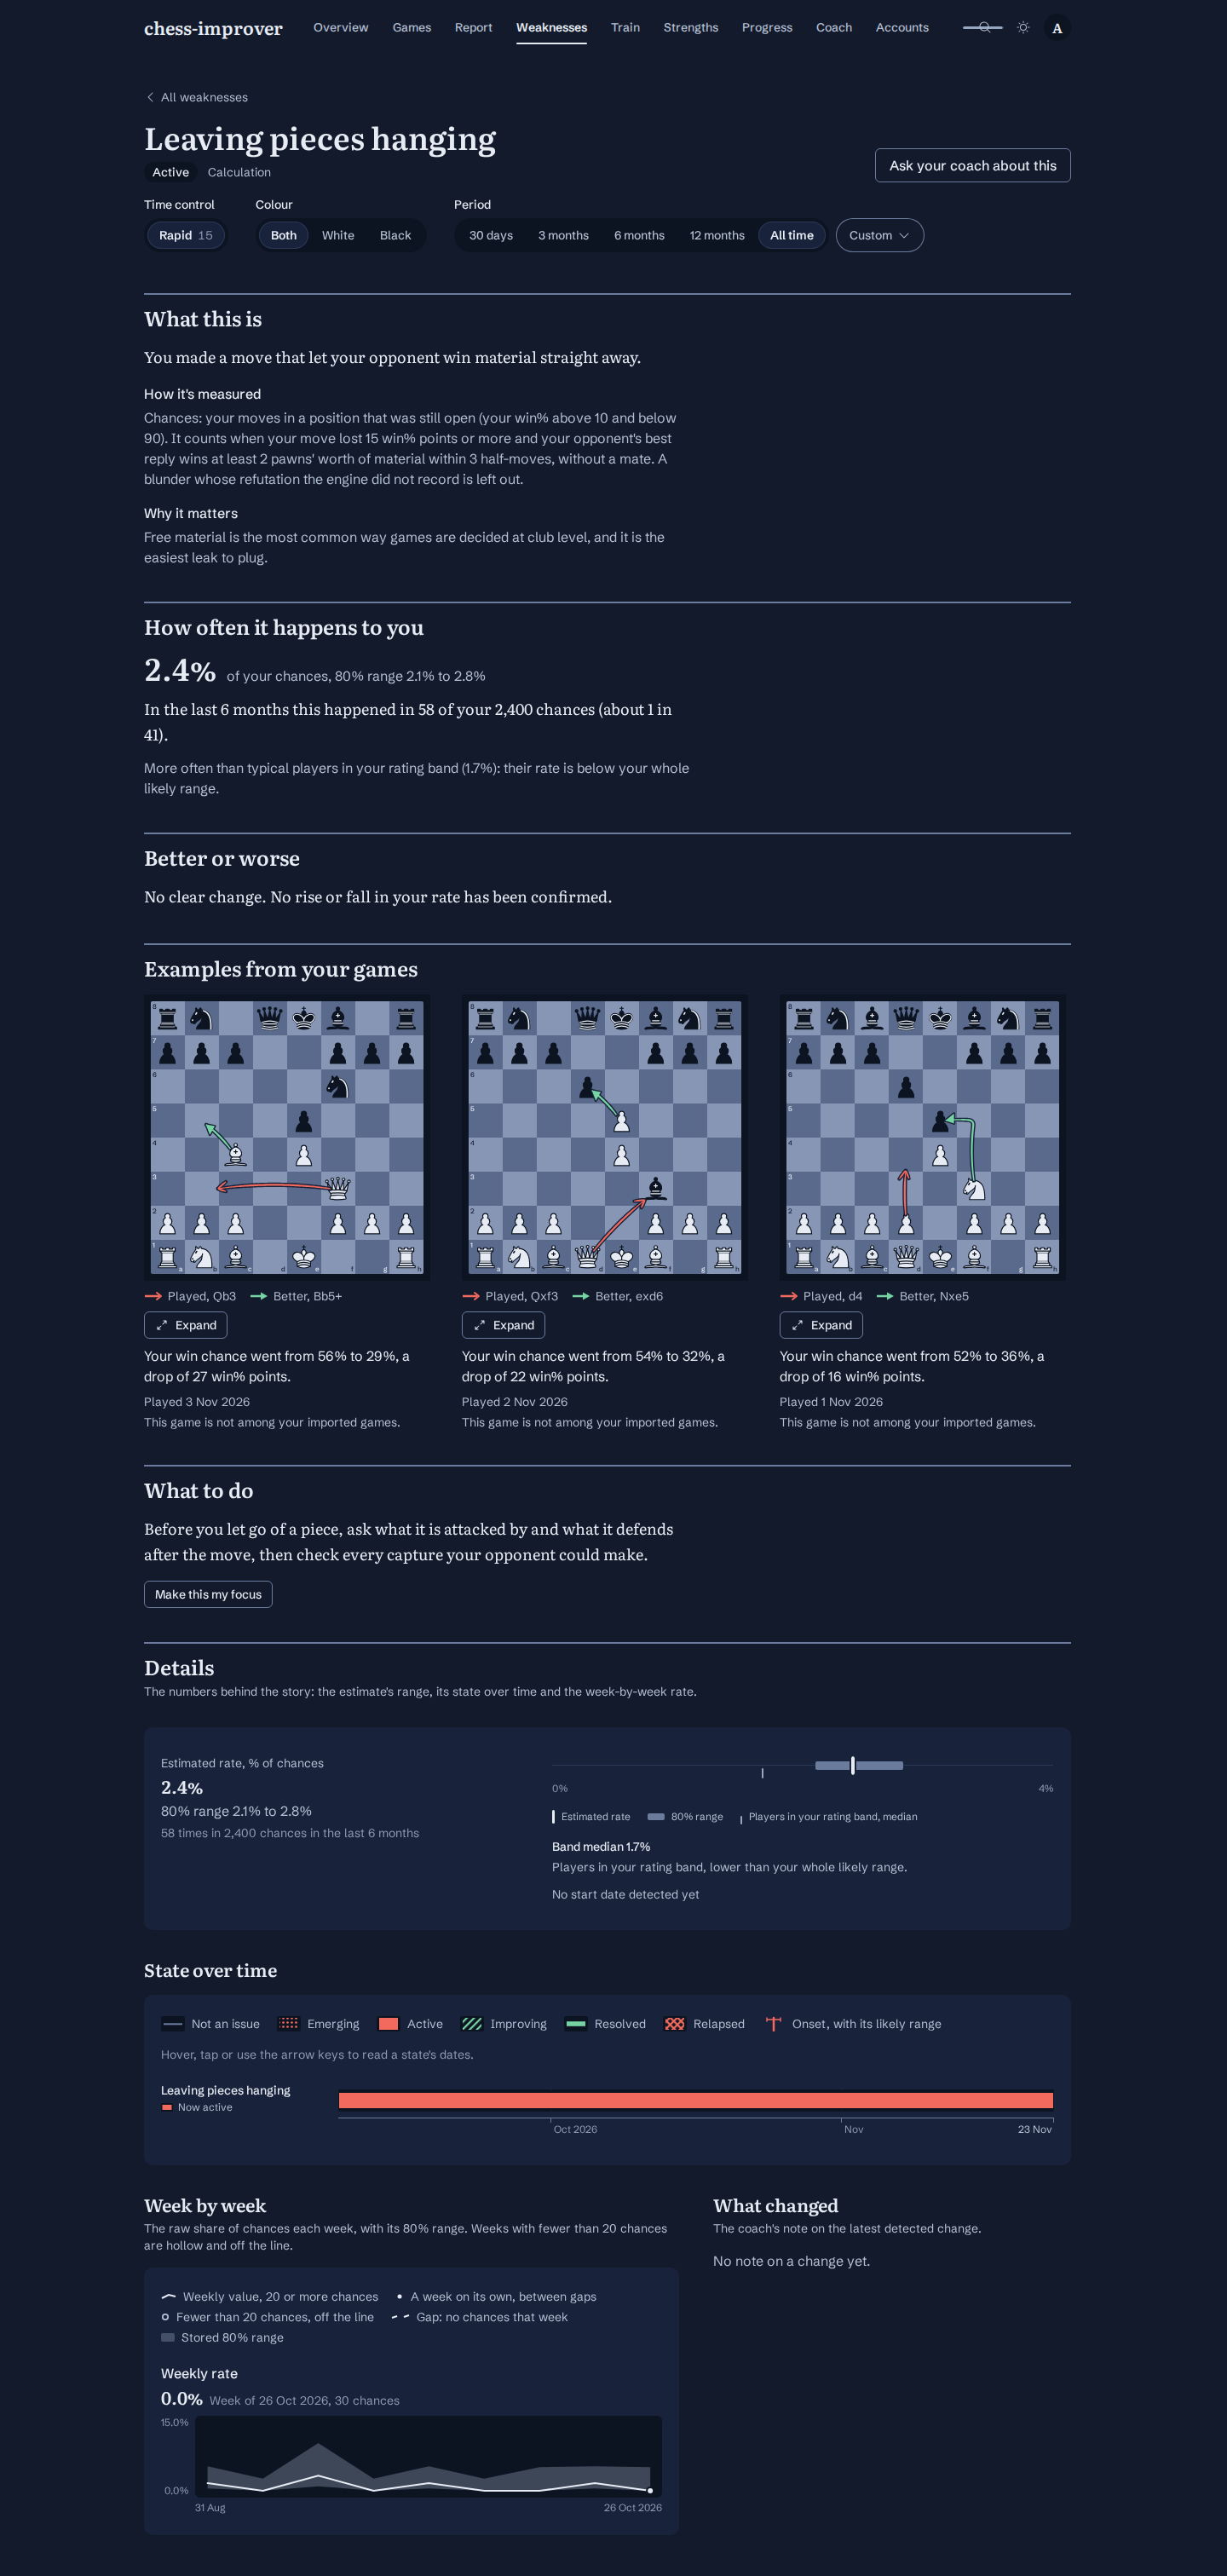 chess-improver
Overview Games Report Weaknesses Train Strengths Progress Coach Accounts
A
All weaknesses
Leaving pieces hanging
Active Calculation
Ask your coach about this
Time control Colour Period
Rapid 15 Both White Black 30 days 3 months 6 months 12 months All time Custom
What this is
You made a move that let your opponent win material straight away.
How it's measured
Chances: your moves in a position that was still open (your win% above 10 and below
90). It counts when your move lost 15 win% points or more and your opponent's best
reply wins at least 2 pawns' worth of material within 3 half-moves, without a mate. A
blunder whose refutation the engine did not record is left out.
Why it matters
Free material is the most common way games are decided at club level, and it is the
easiest leak to plug.
How often it happens to you
2.4% of your chances, 80% range 2.1% to 2.8%
In the last 6 months this happened in 58 of your 2,400 chances (about 1 in
41).
More often than typical players in your rating band (1.7%): their rate is below your whole
likely range.
Better or worse
No clear change. No rise or fall in your rate has been confirmed.
Examples from your games
Played, Qb3 Better, Bb5+
Expand
Your win chance went from 56% to 29%, a
drop of 27 win% points.
Played 3 Nov 2026
This game is not among your imported games.
Played, Qxf3 Better, exd6
Expand
Your win chance went from 54% to 32%, a
drop of 22 win% points.
Played 2 Nov 2026
This game is not among your imported games.
Played, d4 Better, Nxe5
Expand
Your win chance went from 52% to 36%, a
drop of 16 win% points.
Played 1 Nov 2026
This game is not among your imported games.
What to do
Before you let go of a piece, ask what it is attacked by and what it defends
after the move, then check every capture your opponent could make.
Make this my focus
Details
The numbers behind the story: the estimate's range, its state over time and the week-by-week rate.
Estimated rate, % of chances
2.4%
80% range 2.1% to 2.8%
58 times in 2,400 chances in the last 6 months
0% 4%
Estimated rate 80% range Players in your rating band, median
Band median 1.7%
Players in your rating band, lower than your whole likely range.
No start date detected yet
State over time
Not an issue Emerging Active Improving Resolved Relapsed Onset, with its likely range
Hover, tap or use the arrow keys to read a state's dates.
Leaving pieces hanging
Now active
Oct 2026 Nov 23 Nov
Week by week
The raw share of chances each week, with its 80% range. Weeks with fewer than 20 chances
are hollow and off the line.
Weekly value, 20 or more chances A week on its own, between gaps
Fewer than 20 chances, off the line Gap: no chances that week
Stored 80% range
Weekly rate
0.0% Week of 26 Oct 2026, 30 chances
15.0%
0.0%
31 Aug 26 Oct 2026
What changed
The coach's note on the latest detected change.
No note on a change yet.